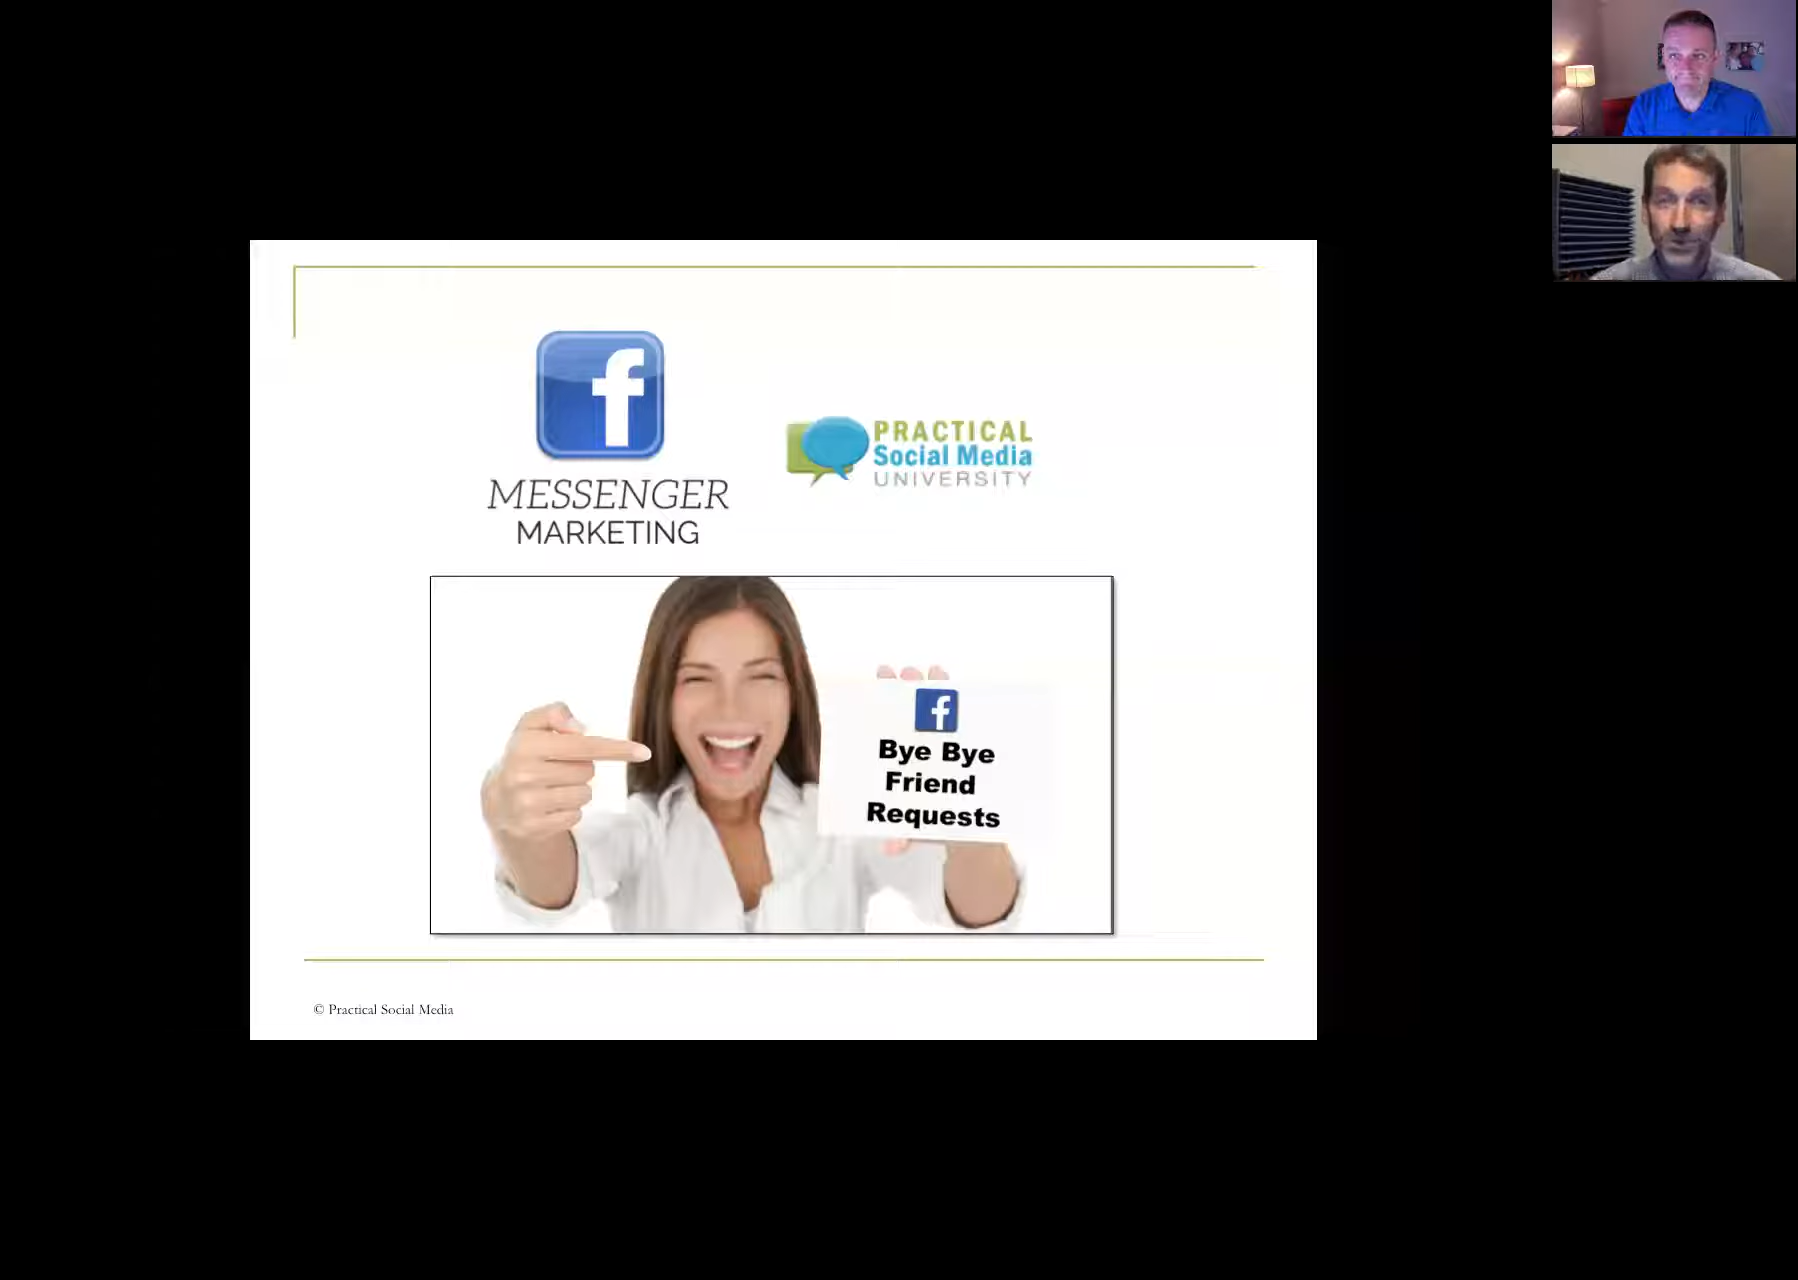 MESSENGER
MARKETING
PRACTICAL
Social Media
UNIVERSITY
Bye Bye
Friend
Requests
© Practical Social Media